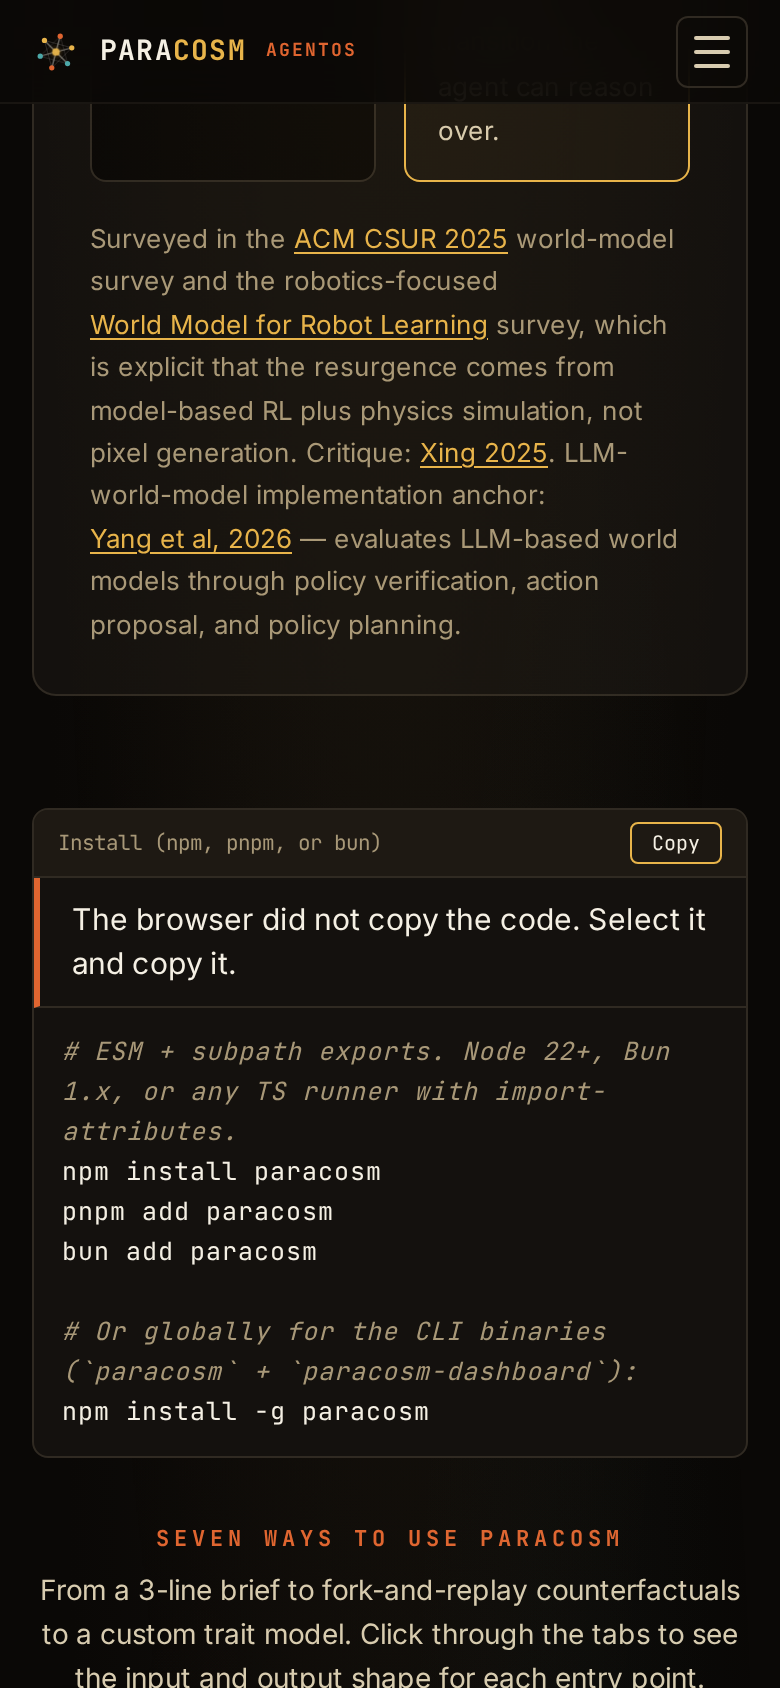 PARACOSM AGENTOS
agent can reason
over.
Surveyed in the ACM CSUR 2025 world-model
survey and the robotics-focused
World Model for Robot Learning survey, which
is explicit that the resurgence comes from
model-based RL plus physics simulation, not
pixel generation. Critique: Xing 2025. LLM-
world-model implementation anchor:
Yang et al, 2026 — evaluates LLM-based world
models through policy verification, action
proposal, and policy planning.
Install (npm, pnpm, or bun)
Copy
The browser did not copy the code. Select it
and copy it.
# ESM + subpath exports. Node 22+, Bun
1.x, or any TS runner with import-
attributes.
npm install paracosm
pnpm add paracosm
bun add paracosm
# Or globally for the CLI binaries
(`paracosm` + `paracosm-dashboard`):
npm install -g paracosm
SEVEN WAYS TO USE PARACOSM
From a 3-line brief to fork-and-replay counterfactuals
to a custom trait model. Click through the tabs to see
the input and output shape for each entry point.